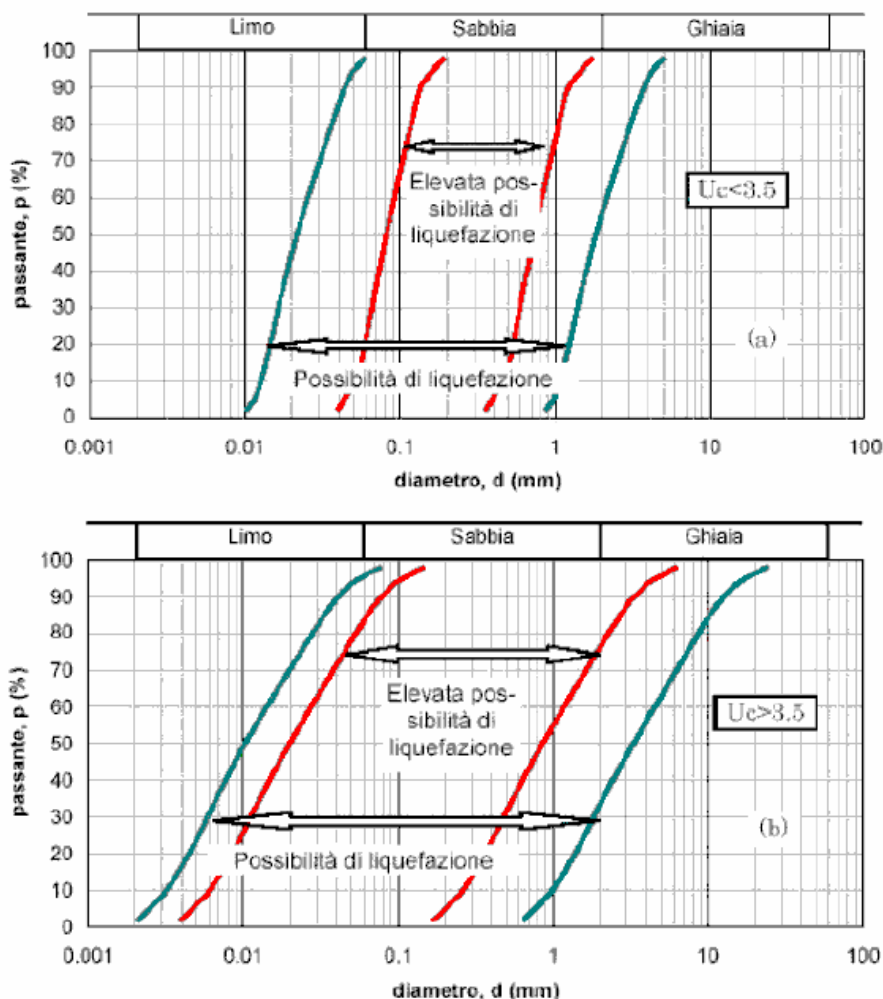 Limo Sabbia Ghiaia
100
90
80
70
60
50
40
30
20
10
0
passante, p (%)
Elevata pos-
sibilità di
liquefazione
Uc<3.5
(a)
Possibilità di liquefazione
0.001 0.01 0.1 1 10 100
diametro, d (mm)
Limo Sabbia Ghiaia
100
90
80
70
60
50
40
30
20
10
0
passante, p (%)
Elevata pos-
sibilità di
liquefazione
Uc>3.5
(b)
Possibilità di liquefazione
0.001 0.01 0.1 1 10 100
diametro, d (mm)